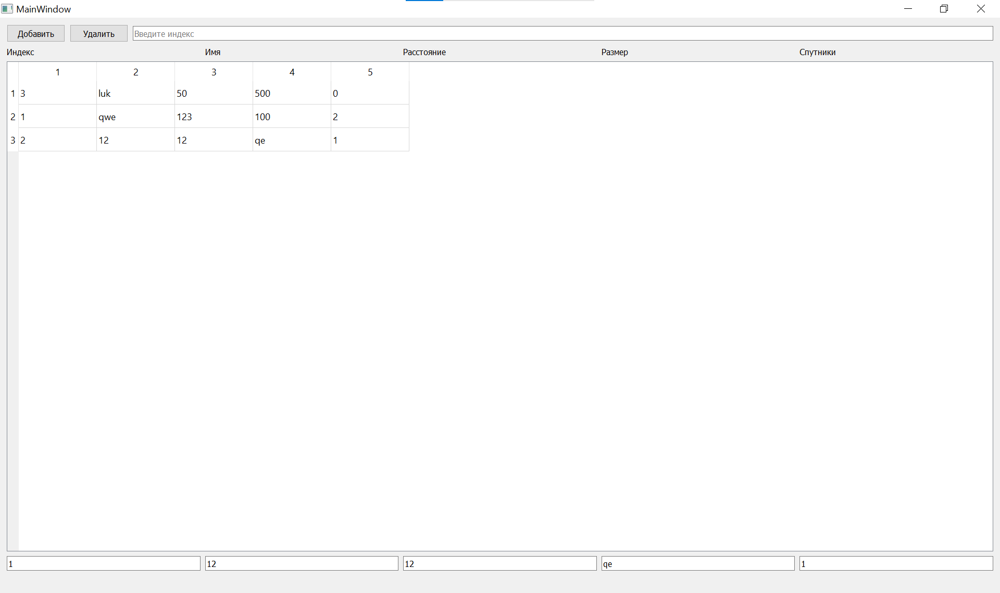 MainWindow
Добавить Удалить Введите индекс
Индекс Имя Расстояние Размер Спутники
1 2 3 4 5
1 3 luk 50 500 0
2 1 qwe 123 100 2
3 2 12 12 qe 1
1 12 12 qe 1